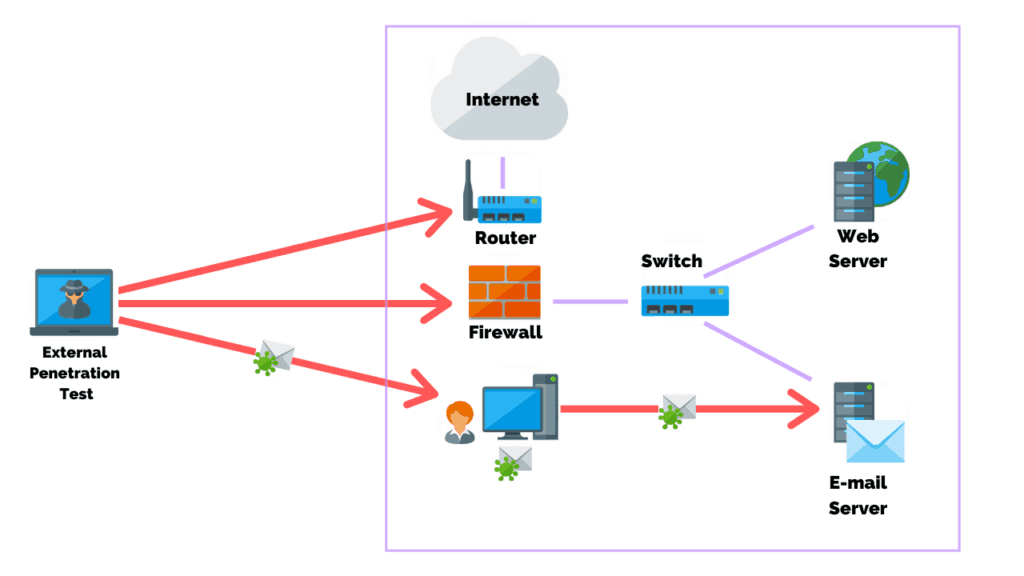 Internet
Router
Firewall
Switch
Web
Server
E-mail
Server
External
Penetration
Test